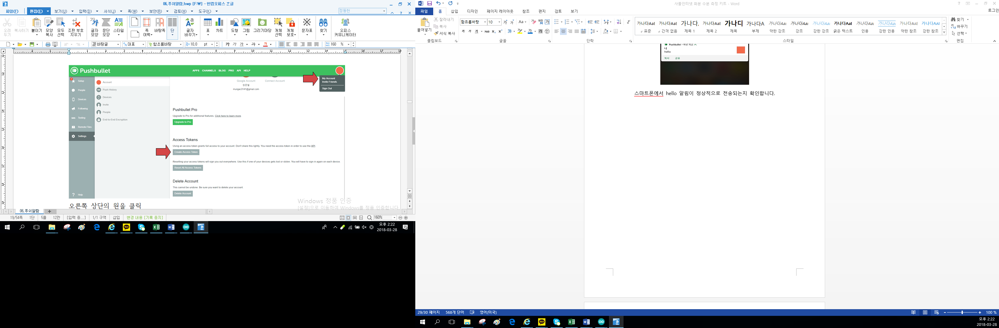 06.푸쉬알람.hwp [F:₩] - 한컴오피스 흔글
파일(F) 편집(E) 보기(U) 입력(D) 서식(J) 쪽(W) 보안(R) 검토(H) 도구(K) 정동헌
오려 두기 복사하기 붙이기 모양 복사 모두 선택 조판 부호 지우기 글자 모양 문단 모양 스타일 쪽 여백 바탕쪽 단 글자 바꾸기 표 차트 도형 그림 그리기마당 개체 선택 개체 보호 문자표 찾기 오피스 커뮤니케이터
바탕글 대표 함초롬바탕 10.0 pt 가 가 가 가 가 160 %
Pushbullet APPS CHANNELS BLOG PRO API HELP
My Account
Invite Friends
Sign Out
7
Setup
People
Devices
Following
SMS Texting
Remote Files
Settings
Help
Account
Push History
Devices
Invite
People
End-to-End Encryption
Google Account Connect Account
장문철
munjjac0141@gmail.com
Pushbullet Pro
Upgrade to Pro for additional features. Click here to learn more
Upgrade to Pro
Access Tokens
Using an access token grants full access to your account. Don't share this lightly. You need the access token in order to use the API.
Create Access Token
Resetting your access tokens will sign you out everywhere. Use this if one of your devices gets lost or stolen. You will have to sign in again on each device.
Reset All Access Tokens
Delete Account
This cannot be undone. Be sure you want to delete your account.
Delete Account
오른쪽 상단의 원을 클릭
Windows 정품 인증
[설정]으로 이동하여 Windows를 정품 인증합니다.
06.푸쉬알람
19/54쪽 1단 5줄 12칸 [입력 중...] 1/1 구역 삽입 변경 내용 [기록 중지] 160%
TALK
오후 2:22
2018-03-28
사물인터넷 화분 수분 측정 키트 - Word
파일 홈 삽입 디자인 페이지 레이아웃 참조 편지 검토 보기 로그인
붙여넣기 잘라내기 복사 서식 복사
함초롬바탕 10
가나다AaE 가나다AaE 가나다, 가나다AaE 가나디 가나다A 가나다Aa 가나다Aa 가나다Aa 가나다Aa 가나다Aa 가나다Aa 가나다AaE 가나다AAI
표준 간격 없음 제목 1 제목 2 제목 부제 약한 강조 강조 강한 강조 굵은 텍스트 인용 강한 인용 약한 참조 강한 참조
찾기
바꾸기
선택
클립보드 글꼴 단락 스타일 편집
Pushbullet • 바로 지금
나
hello
복사 공유
스마트폰에서 hello 알림이 정상적으로 전송되는지 확인합니다.
29/30 페이지 568개 단어 영어(미국) 100 %
TALK
오후 2:22
2018-03-28